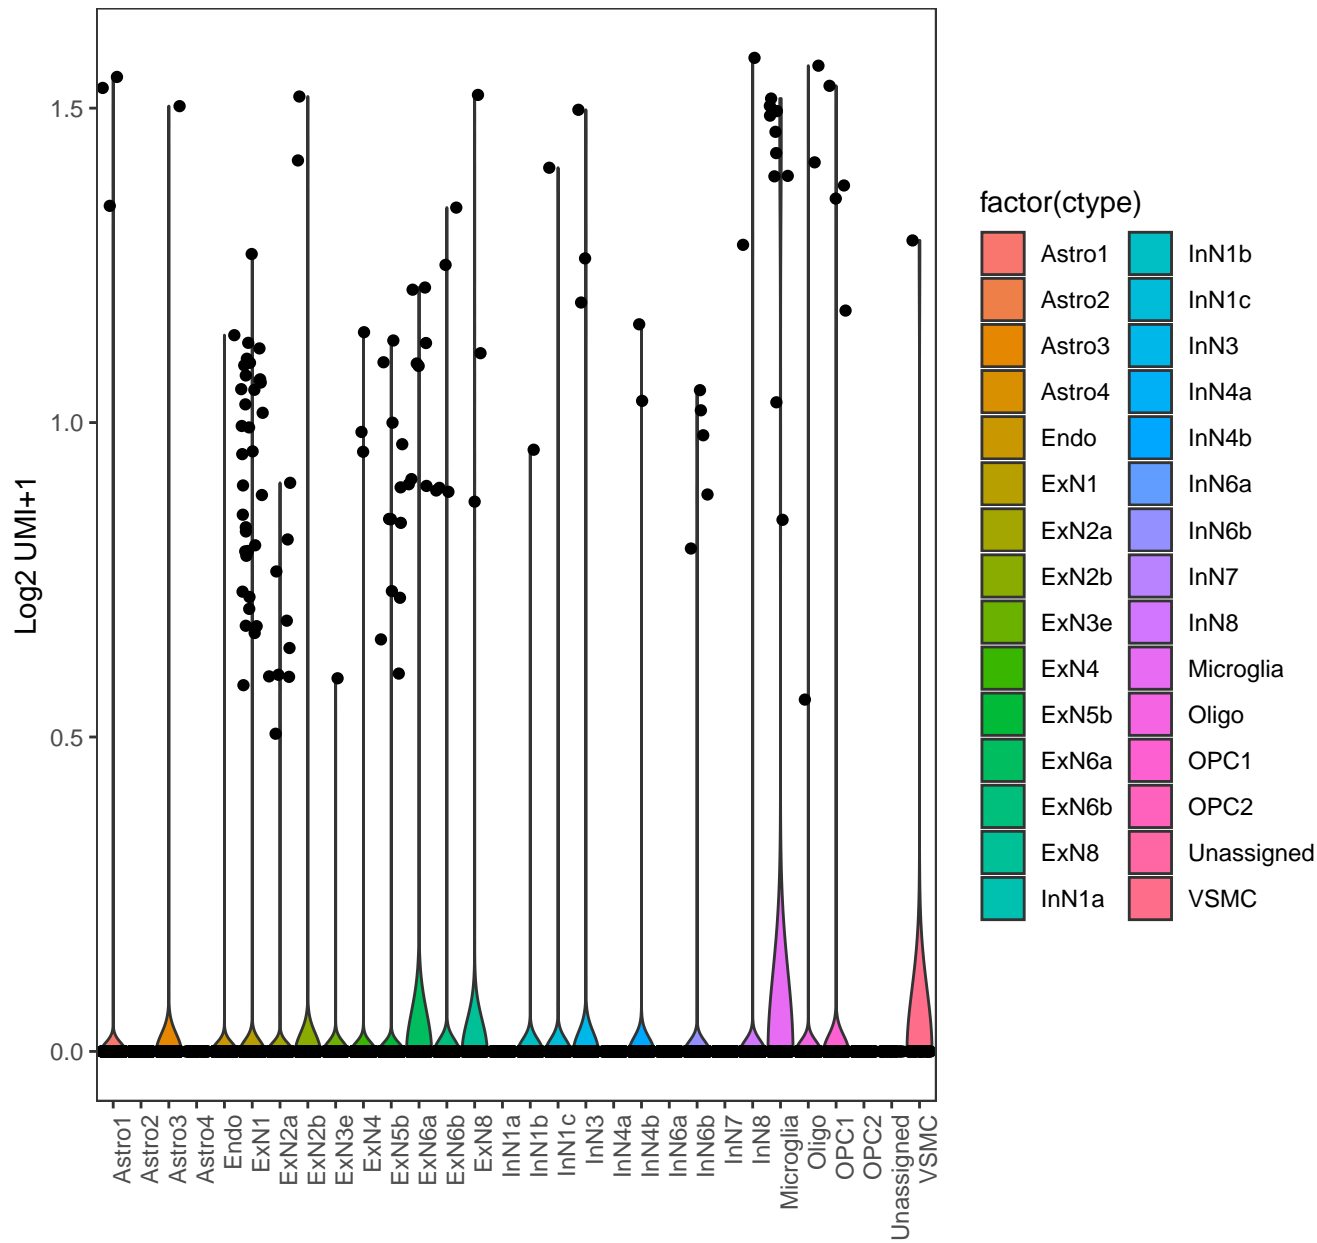 Log2 UMI+1
1.5
1.0
0.5
0.0
Astro1
Astro2
Astro3
Astro4
Endo
ExN1
ExN2a
ExN2b
ExN3e
ExN4
ExN5b
ExN6a
ExN6b
ExN8
InN1a
InN1b
InN1c
InN3
InN4a
InN4b
InN6a
InN6b
InN7
InN8
Microglia
Oligo
OPC1
OPC2
Unassigned
VSMC
factor(ctype)
Astro1
Astro2
Astro3
Astro4
Endo
ExN1
ExN2a
ExN2b
ExN3e
ExN4
ExN5b
ExN6a
ExN6b
ExN8
InN1a
InN1b
InN1c
InN3
InN4a
InN4b
InN6a
InN6b
InN7
InN8
Microglia
Oligo
OPC1
OPC2
Unassigned
VSMC